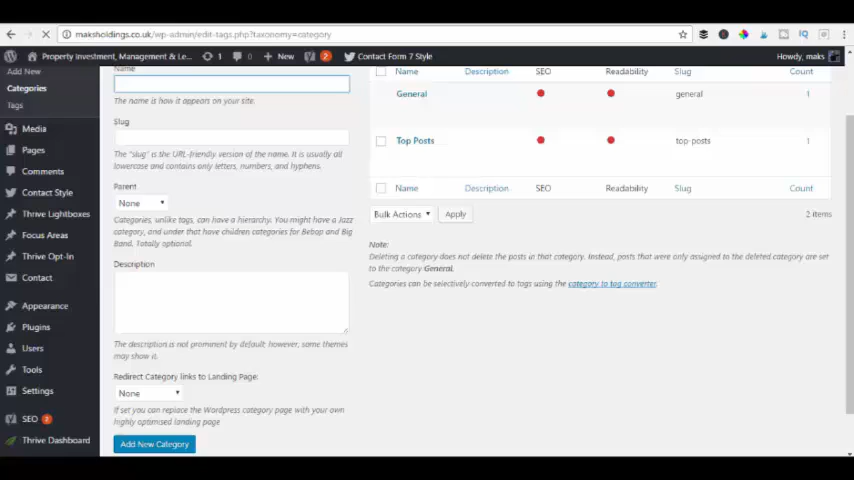 maksholdings.co.uk/wp-admin/edit-tags.php?taxonomy=category
Property Investment, Management & Le... 1 + New 2 Contact Form 7 Style Howdy, maks
Add New
Categories
Tags
Media
Pages
Comments
Contact Style
Thrive Lightboxes
Focus Areas
Thrive Opt-In
Contact
Appearance
Plugins
Users
Tools
Settings
SEO 2
Thrive Dashboard
Name
The name is how it appears on your site.
Slug
The "slug" is the URL-friendly version of the name. It is usually all
lowercase and contains only letters, numbers, and hyphens.
Parent
None
Categories, unlike tags, can have a hierarchy. You might have a Jazz
category, and under that have children categories for Bebop and Big
Band. Totally optional.
Description
The description is not prominent by default; however, some themes
may show it.
Redirect Category links to Landing Page:
None
If set you can replace the Wordpress category page with your own
highly optimised landing page
Add New Category
Name Description SEO Readability Slug Count
General general 1
Top Posts top-posts 1
Name Description SEO Readability Slug Count
Bulk Actions Apply 2 items
Note:
Deleting a category does not delete the posts in that category. Instead, posts that were only assigned to the deleted category are set
to the category General.
Categories can be selectively converted to tags using the category to tag converter.